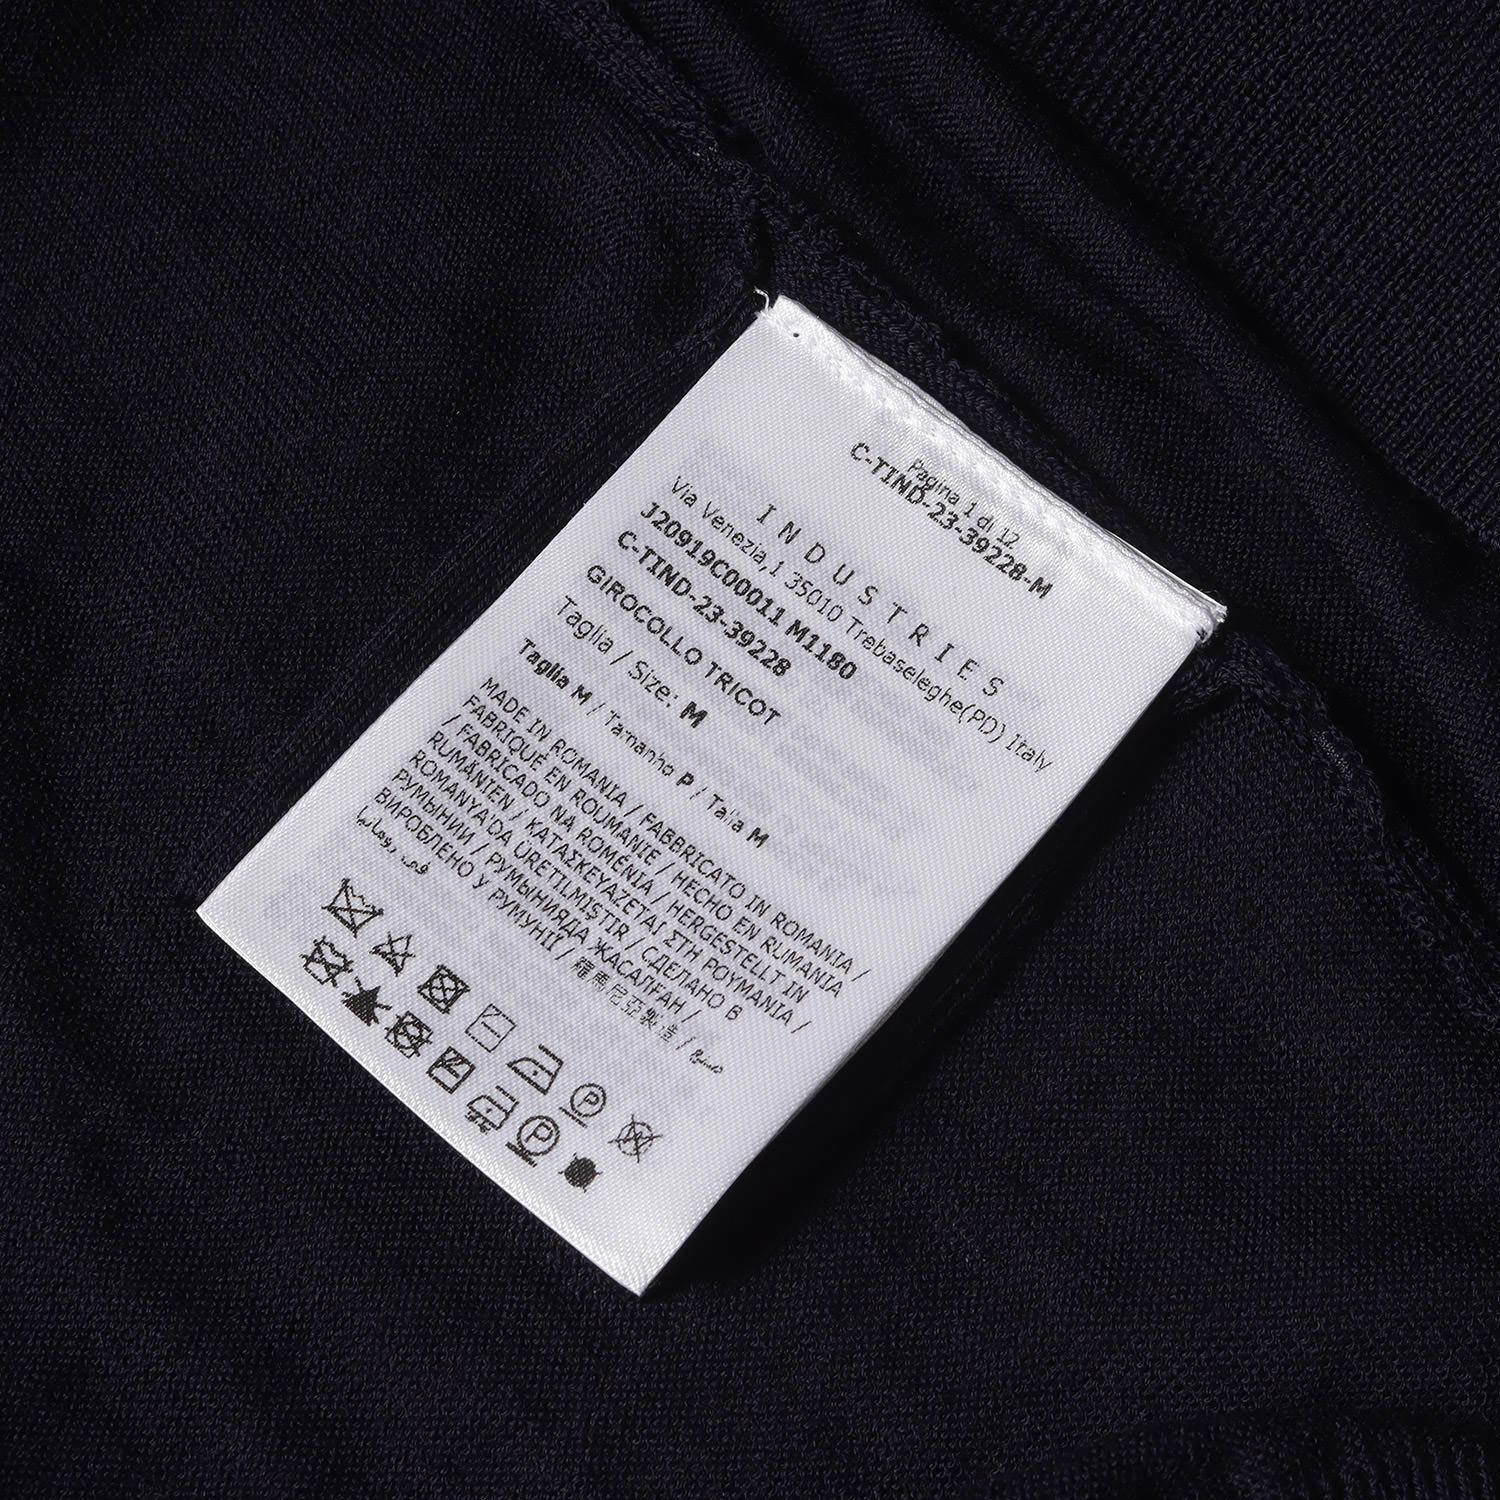 Pagina 1 di 12
C-TIND-23-39228-M
INDUSTRIES
Via Venezia,1 35010 Trebaseleghe(PD) Italy
J20919C00011 M1180
C-TIND-23-39228
GIROCOLLO TRICOT
Taglia / Size: M
Taglia M / Tamanho P / Talla M
MADE IN ROMANIA / FABBRICATO IN ROMANIA /
FABRIQUÉ EN ROUMANIE / HECHO EN RUMANIA
/ FABRICADO NA ROMÉNIA / HERGESTELLT IN
RUMÄNIEN / ΚΑΤΑΣΚΕΥΑΖΕΤΑΙ ΣΤΗ ΡΟΥΜΑΝΙΑ /
ROMANYA'DA ÜRETILMIŞTIR / СДЕЛАНО В
РУМЫНИИ / РУМЫНИЯДА ЖАСАЛҒАН /
ВИРОБЛЕНО У РУМУНІЇ / 羅馬尼亞製造 / صنع
في رومانيا